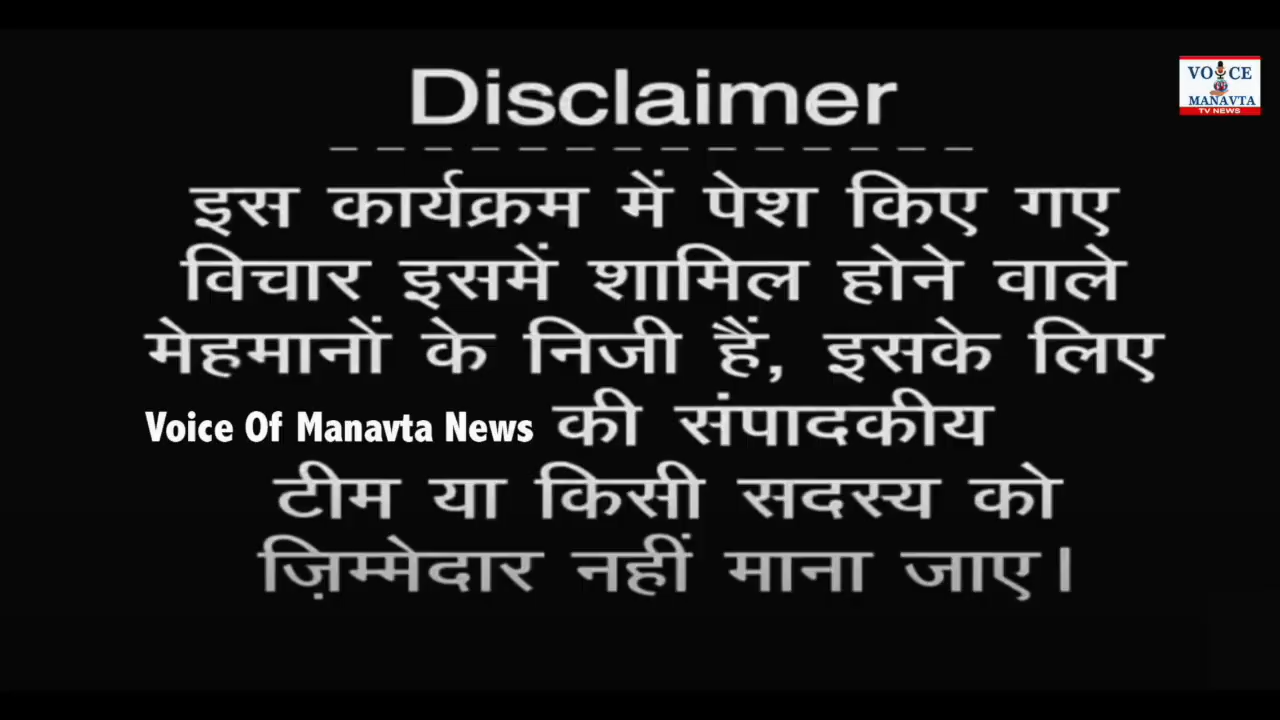 Disclaimer
VOICE
MANAVTA
TV NEWS
इस कार्यक्रम में पेश किए गए
विचार इसमें शामिल होने वाले
मेहमानों के निजी हैं, इसके लिए
Voice Of Manavta News की संपादकीय
टीम या किसी सदस्य को
ज़िम्मेदार नहीं माना जाए।